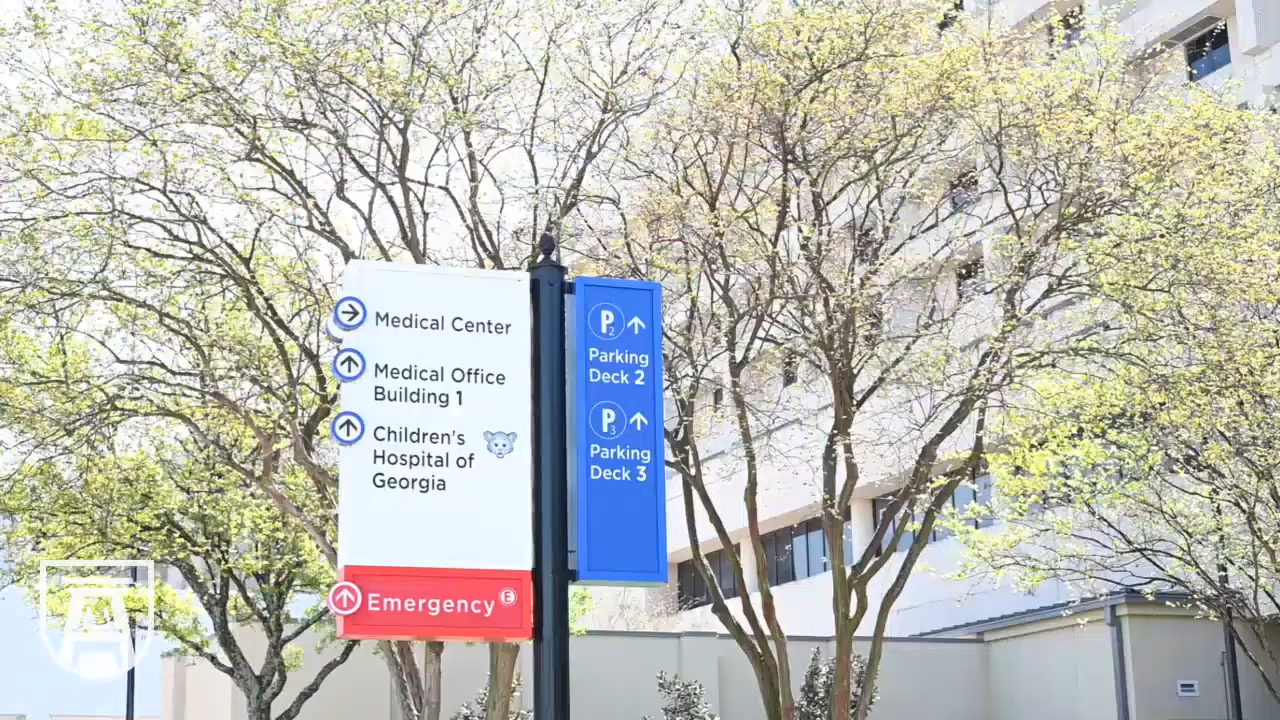 Medical Center
Medical Office
Building 1
Children's
Hospital of
Georgia
Emergency E
P2
Parking
Deck 2
P3
Parking
Deck 3